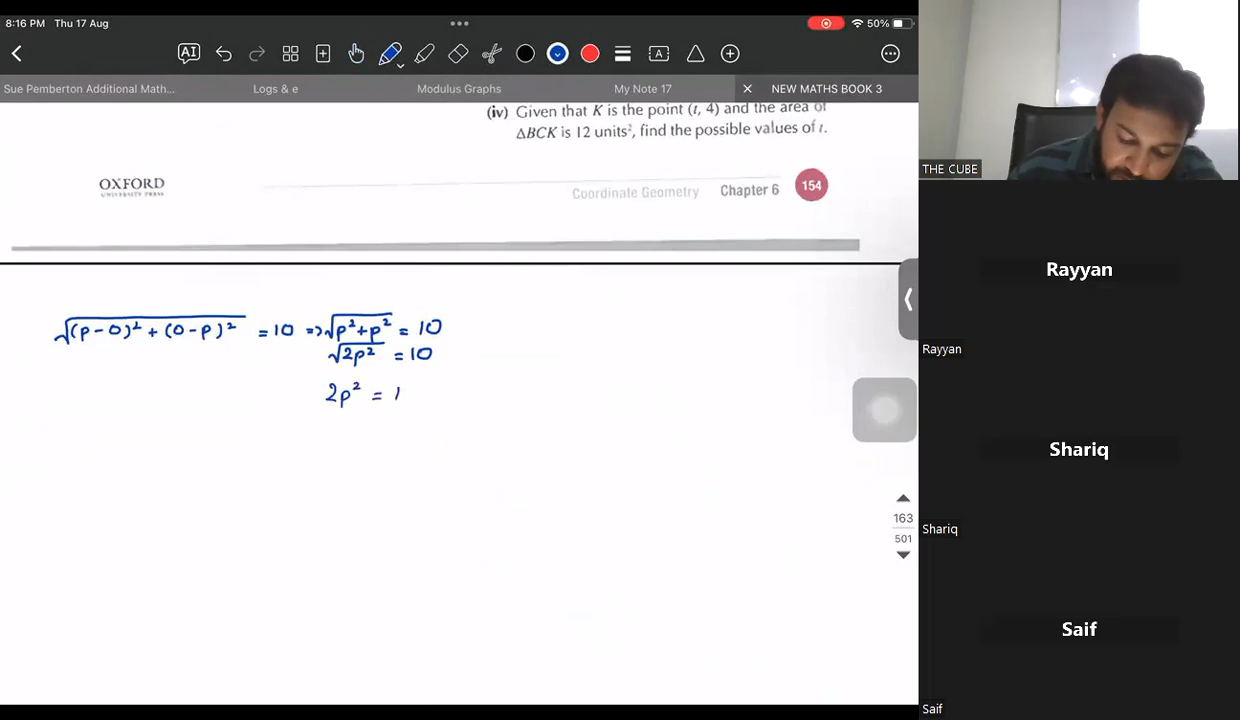 8:16 PM Thu 17 Aug
50%
AI
A
Sue Pemberton Additional Math...
Logs & e
Modulus Graphs
My Note 17
NEW MATHS BOOK 3
(iv) Given that K is the point (t, 4) and the area of
ΔBCK is 12 units², find the possible values of t.
OXFORD
UNIVERSITY PRESS
Coordinate Geometry Chapter 6 154
√(p-0)² + (0-p)² = 10 => √p²+p² = 10
√2p² = 10
2p² = 1
163
501
THE CUBE
Rayyan
Rayyan
Shariq
Shariq
Saif
Saif